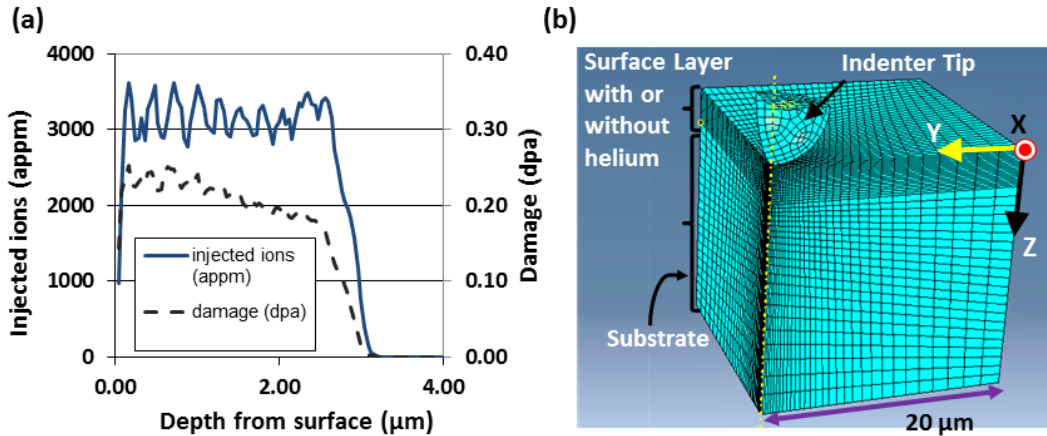 (a)
4000
3000
2000
1000
0
Injected ions (appm)
0.40
0.30
0.20
0.10
0.00
Damage (dpa)
injected ions
(appm)
damage (dpa)
0.00
2.00
4.00
Depth from surface (μm)
(b)
Surface Layer
with or
without
helium
Indenter Tip
RP
Y
X
Z
Substrate
20 μm